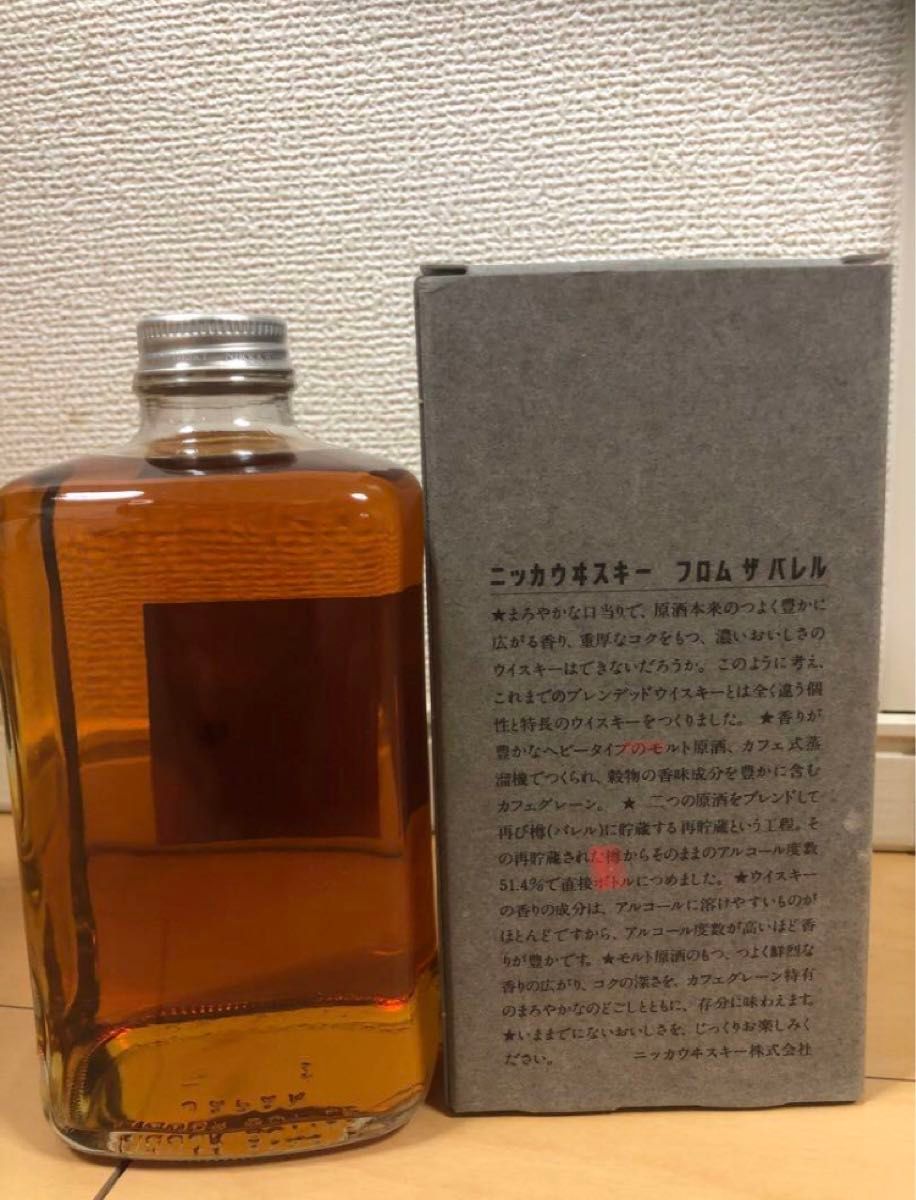 ニッカウヰスキー フロム ザ バレル
★まろやかな口当りで、原酒本来のつよく豊かに
広がる香り、重厚なコクをもつ、濃いおいしさの
ウイスキーはできないだろうか。このように考え、
これまでのブレンデッドウイスキーとは全く違う個
性と特長のウイスキーをつくりました。 ★香りが
豊かなヘビータイプのモルト原酒、カフェ式蒸
溜機でつくられ、穀物の香味成分を豊かに含む
カフェグレーン。 ★ 二つの原酒をブレンドして
再び樽(バレル)に貯蔵する再貯蔵という工程。そ
の再貯蔵された樽からそのままのアルコール度数
51.4%で直接ボトルにつめました。★ウイスキー
の香りの成分は、アルコールに溶けやすいものが
ほとんどですから、アルコール度数が高いほど香
りが豊かです。★モルト原酒のもつ、つよく鮮烈な
香りの広がり、コクの深さを、カフェグレーン特有
のまろやかなのどごしとともに、存分に味わえます。
★いままでにないおいしさを、じっくりお楽しみく
ださい。 ニッカウヰスキー株式会社